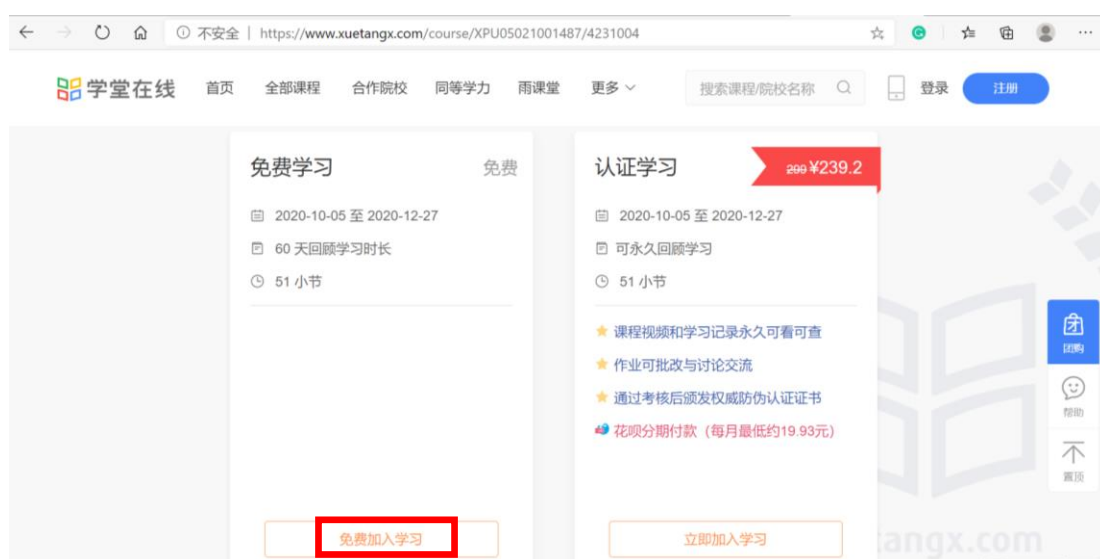 不安全 | https://www.xuetangx.com/course/XPU05021001487/4231004
学堂在线 首页 全部课程 合作院校 同等学力 雨课堂 更多 搜索课程/院校名称 登录 注册
免费学习 免费
2020-10-05 至 2020-12-27
60 天回顾学习时长
51 小节
免费加入学习
认证学习 299 ¥239.2
2020-10-05 至 2020-12-27
可永久回顾学习
51 小节
课程视频和学习记录永久可看可查
作业可批改与讨论交流
通过考核后颁发权威防伪认证证书
花呗分期付款（每月最低约19.93元）
立即加入学习
团
团购
帮助
置顶
tangx.com